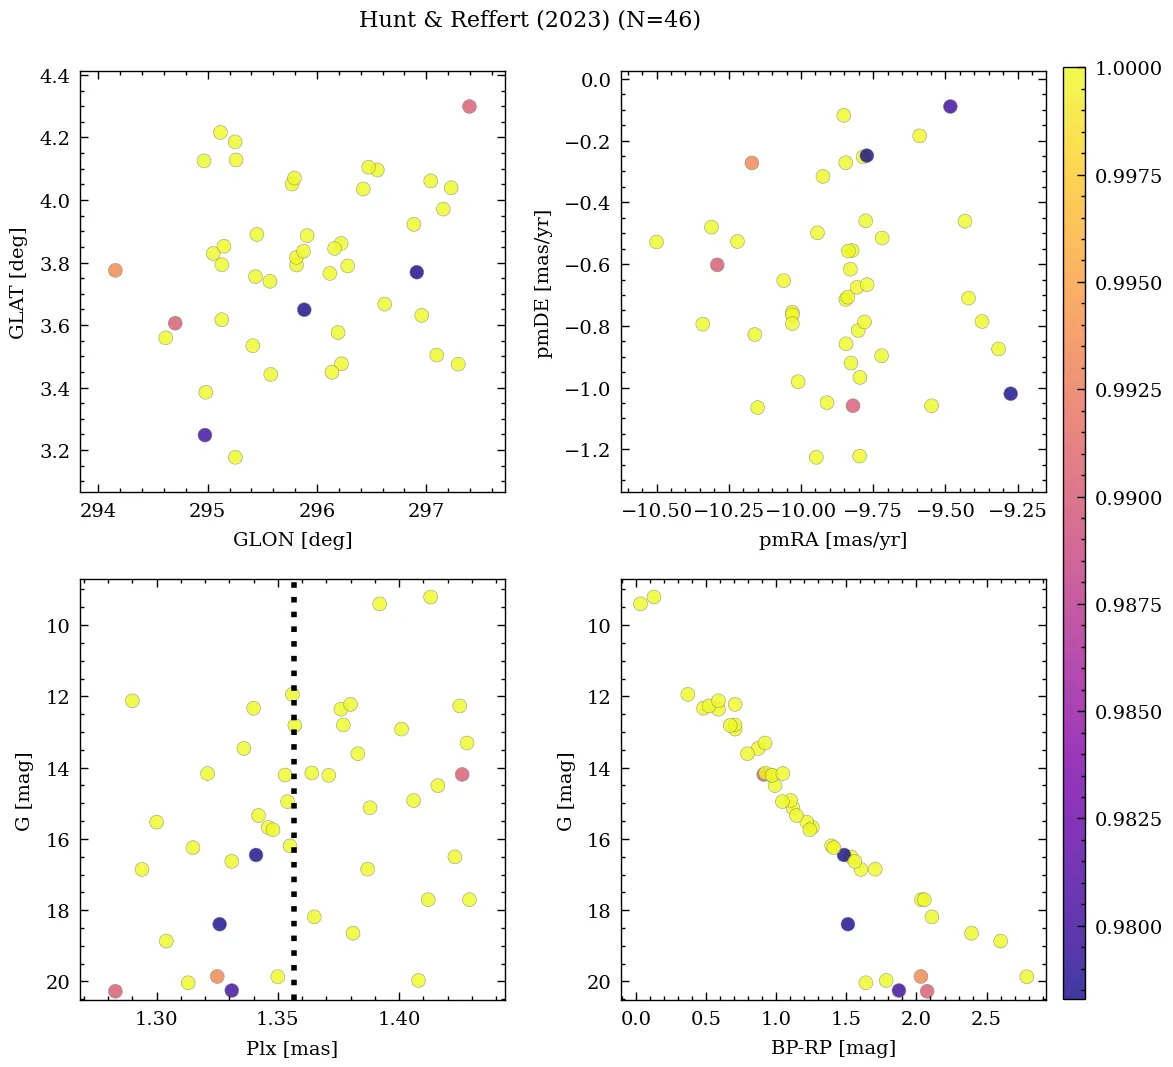 Hunt & Reffert (2023) (N=46)
4.4
4.2
4.0
3.8
3.6
3.4
3.2
GLAT [deg]
294 295 296 297
GLON [deg]
0.0
−0.2
−0.4
−0.6
−0.8
−1.0
−1.2
pmDE [mas/yr]
−10.50 −10.25 −10.00 −9.75 −9.50 −9.25
pmRA [mas/yr]
10
12
14
16
18
20
G [mag]
1.30 1.35 1.40
Plx [mas]
10
12
14
16
18
20
G [mag]
0.0 0.5 1.0 1.5 2.0 2.5
BP-RP [mag]
1.0000
0.9975
0.9950
0.9925
0.9900
0.9875
0.9850
0.9825
0.9800